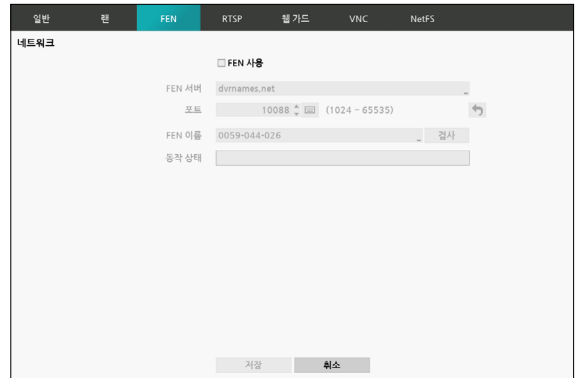 일반 랜 FEN RTSP 웹 가드 VNC NetFS
네트워크
FEN 사용
FEN 서버 dvrnames.net
포트 10088 (1024 ~ 65535)
FEN 이름 0059-044-026 검사
동작 상태
저장 취소